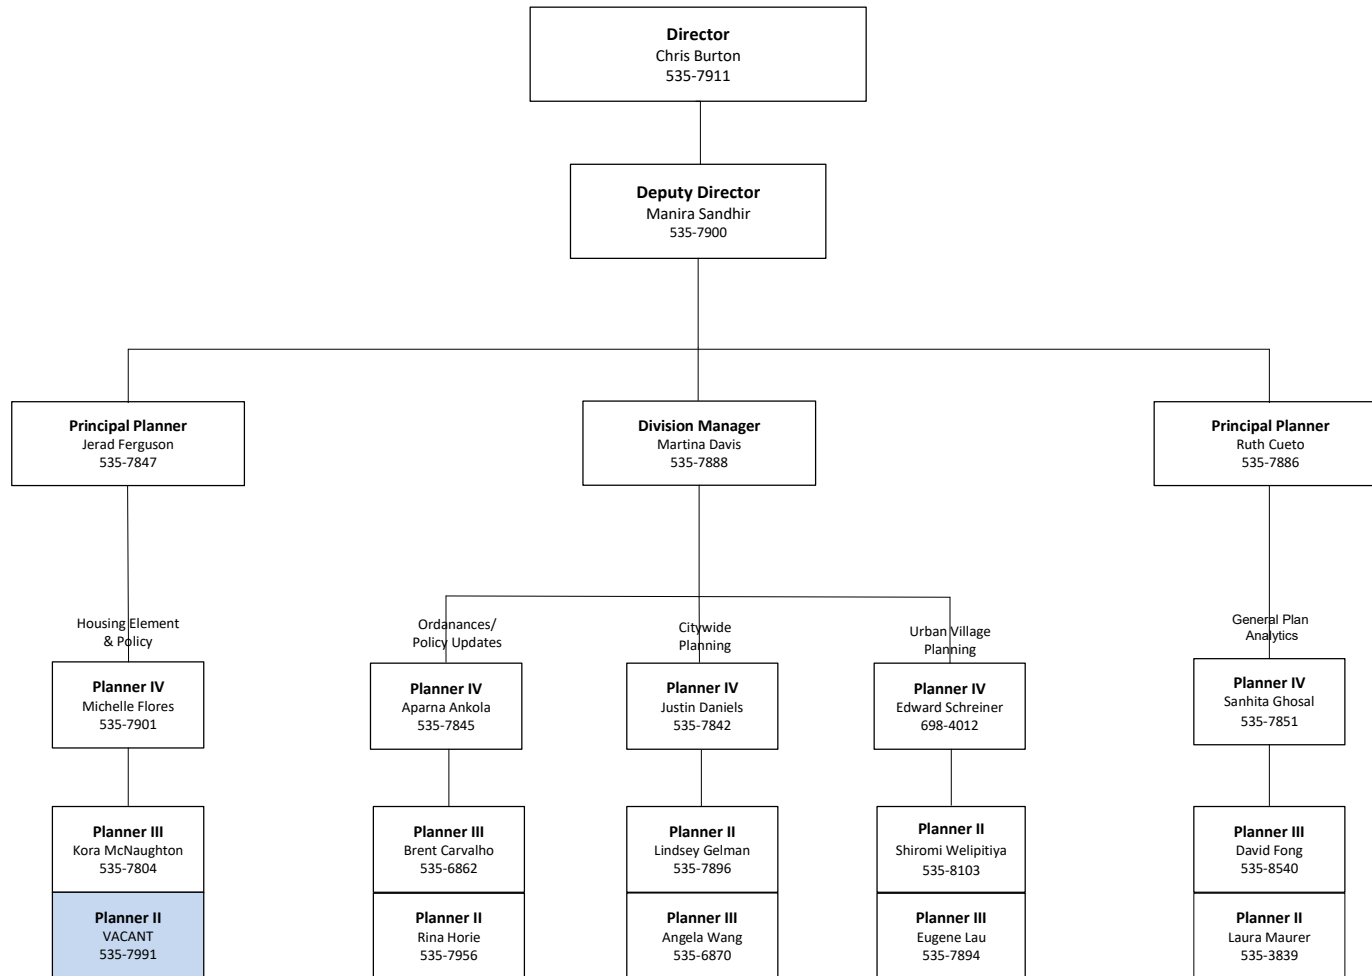 Director
Chris Burton
535-7911
Deputy Director
Manira Sandhir
535-7900
Principal Planner
Jerad Ferguson
535-7847
Division Manager
Martina Davis
535-7888
Principal Planner
Ruth Cueto
535-7886
Housing Element
& Policy
Planner IV
Michelle Flores
535-7901
Ordanances/
Policy Updates
Planner IV
Aparna Ankola
535-7845
Citywide
Planning
Planner IV
Justin Daniels
535-7842
Urban Village
Planning
Planner IV
Edward Schreiner
698-4012
General Plan
Analytics
Planner IV
Sanhita Ghosal
535-7851
Planner III
Kora McNaughton
535-7804
Planner II
VACANT
535-7991
Planner III
Brent Carvalho
535-6862
Planner II
Rina Horie
535-7956
Planner II
Lindsey Gelman
535-7896
Planner III
Angela Wang
535-6870
Planner II
Shiromi Welipitiya
535-8103
Planner III
Eugene Lau
535-7894
Planner III
David Fong
535-8540
Planner II
Laura Maurer
535-3839